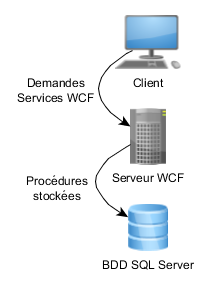 Demandes
Services WCF
Client
Procédures
stockées
Serveur WCF
BDD SQL Server